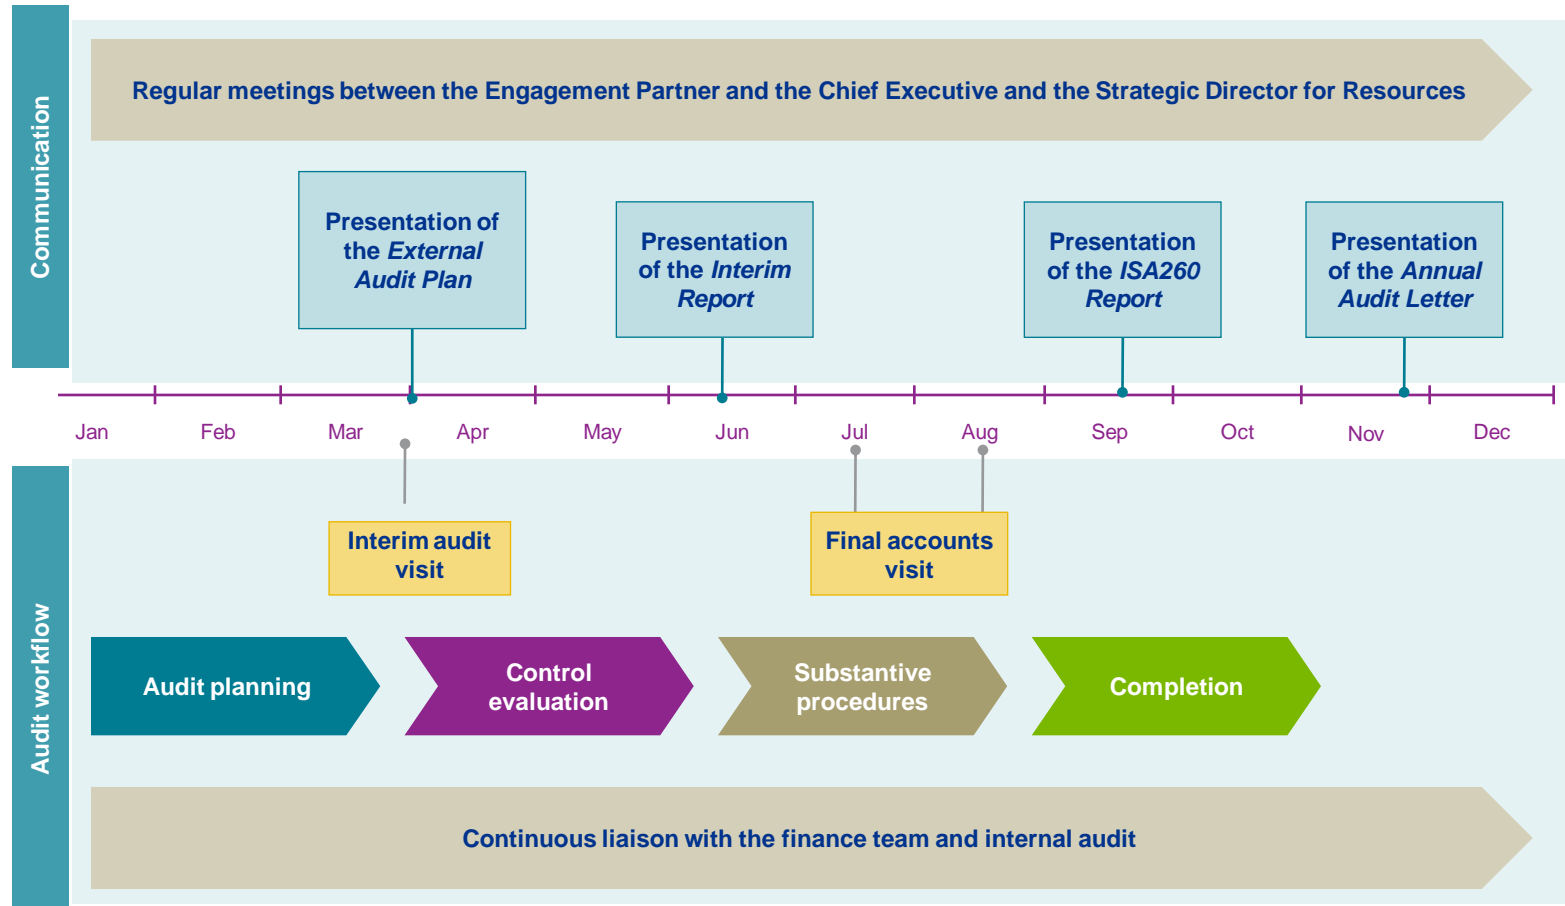 Communication
Regular meetings between the Engagement Partner and the Chief Executive and the Strategic Director for Resources
Presentation of
the External
Audit Plan
Presentation
of the Interim
Report
Presentation
of the ISA260
Report
Presentation
of the Annual
Audit Letter
Jan
Feb
Mar
Apr
May
Jun
Jul
Aug
Sep
Oct
Nov
Dec
Audit workflow
Interim audit
visit
Final accounts
visit
Audit planning
Control
evaluation
Substantive
procedures
Completion
Continuous liaison with the finance team and internal audit